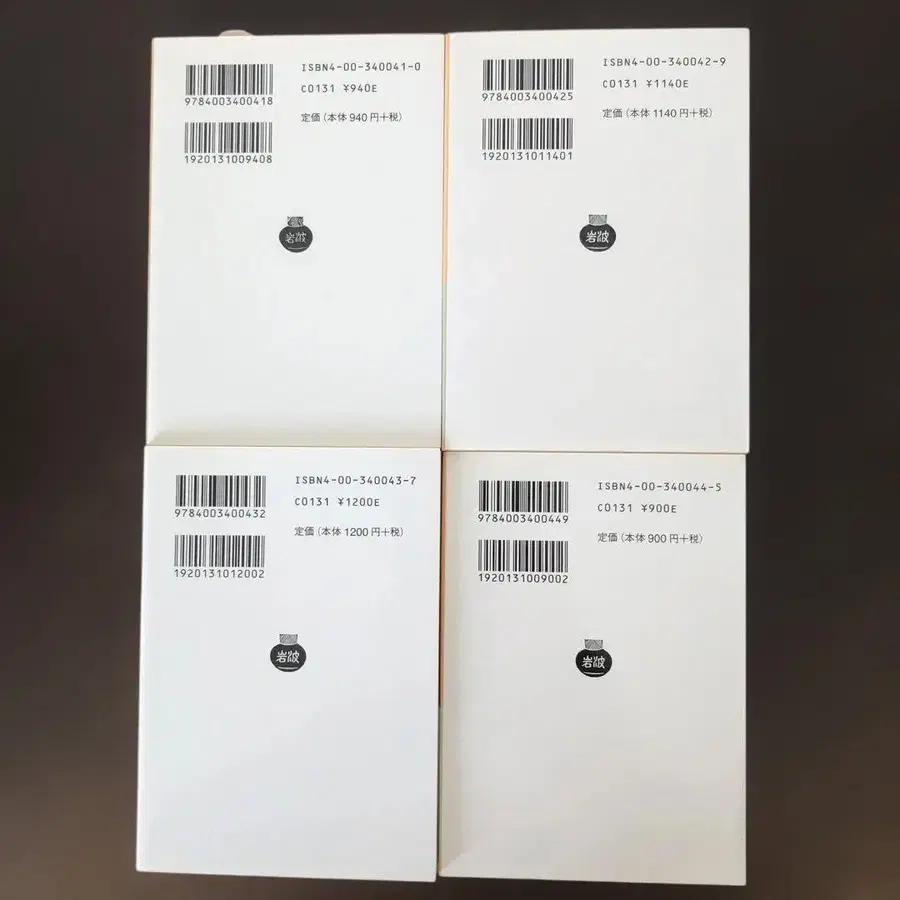 ISBN4-00-340041-0
9784003400418
C0131 ¥940E
定価（本体 940 円＋税）
1920131009408
岩波
ISBN4-00-340042-9
9784003400425
C0131 ¥1140E
定価（本体 1140 円＋税）
1920131011401
岩波
ISBN4-00-340043-7
9784003400432
C0131 ¥1200E
定価（本体 1200 円＋税）
1920131012002
岩波
ISBN4-00-340044-5
9784003400449
C0131 ¥900E
定価（本体 900 円＋税）
1920131009002
岩波